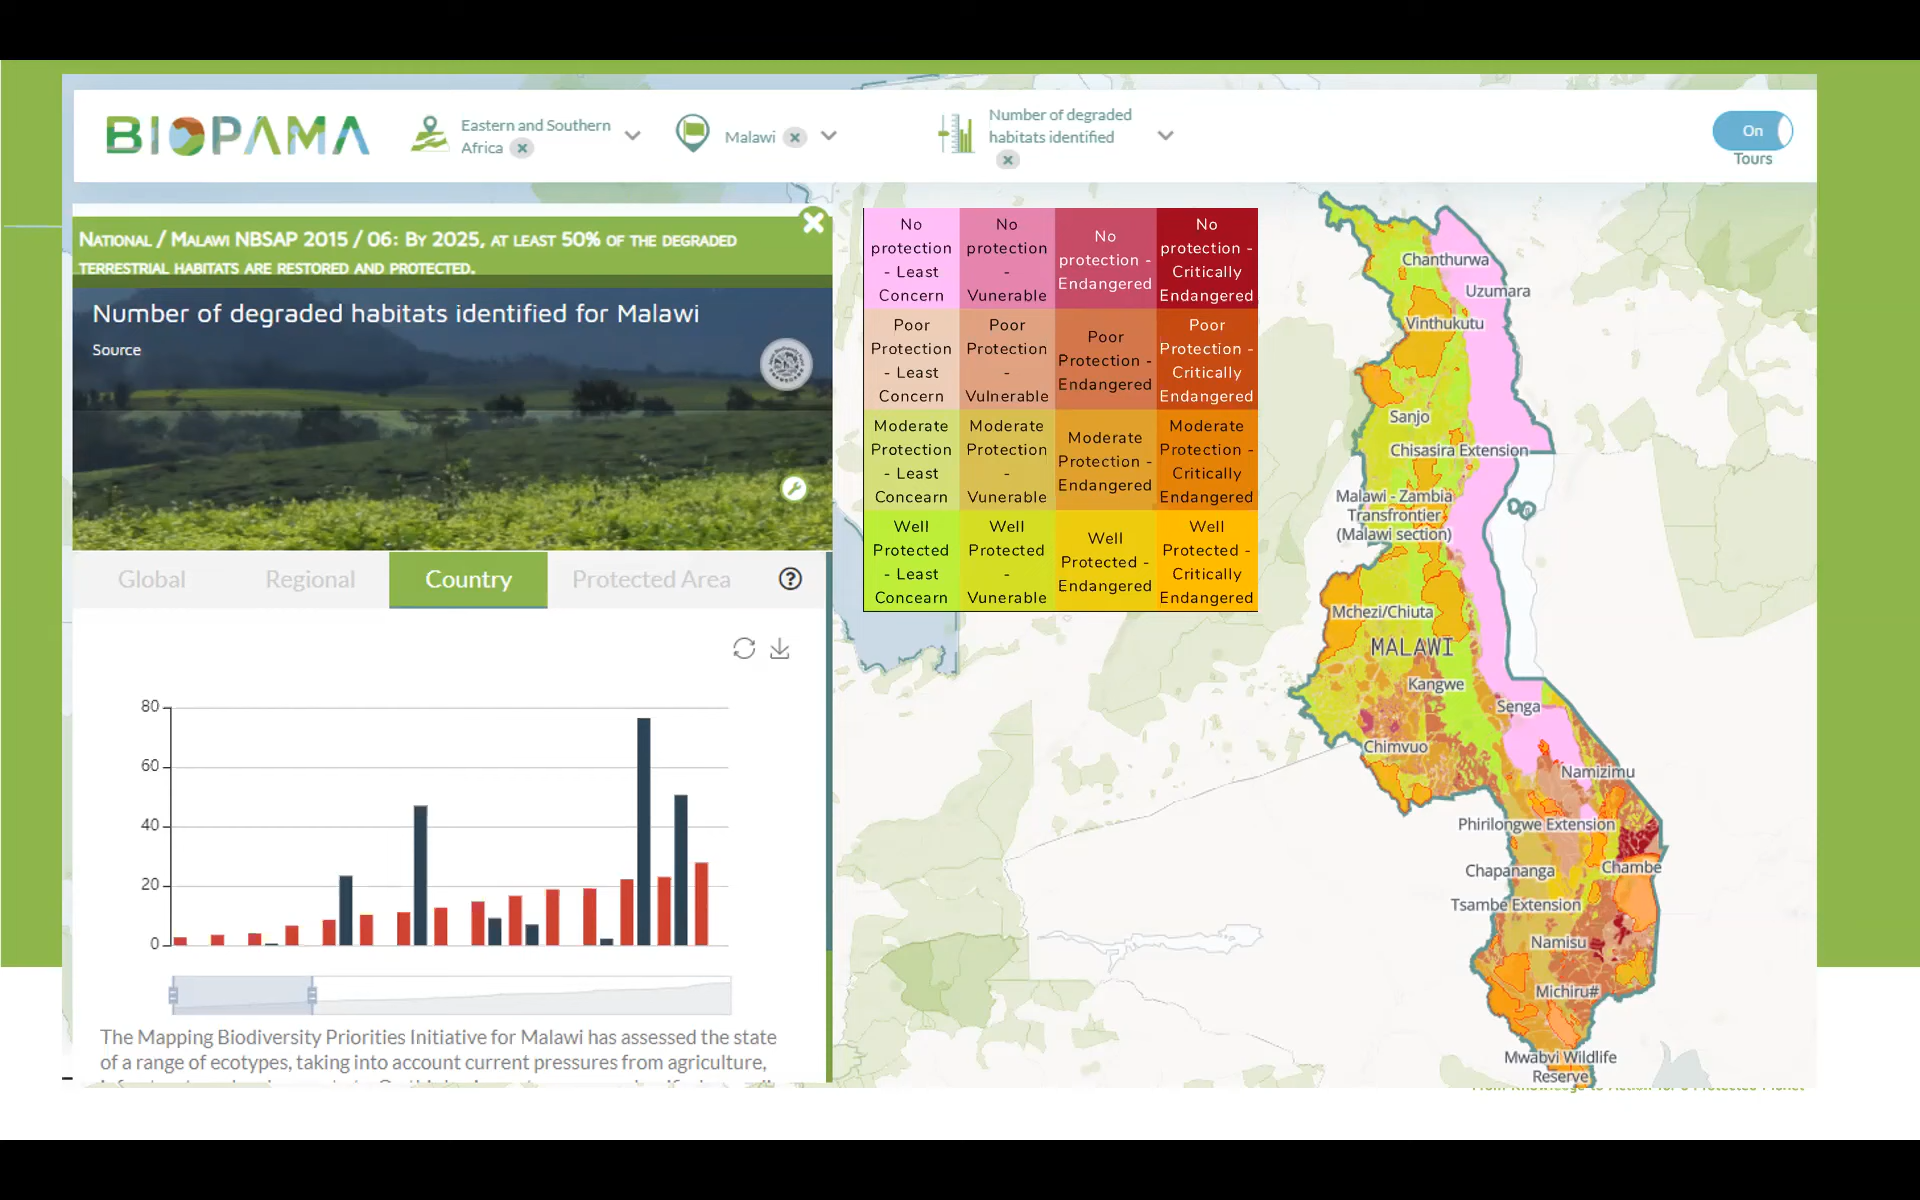 BIOPAMA
Eastern and Southern
Africa
Malawi
Number of degraded
habitats identified
On
Tours
NATIONAL / MALAWI NBSAP 2015 / 06: BY 2025, AT LEAST 50% OF THE DEGRADED
TERRESTRIAL HABITATS ARE RESTORED AND PROTECTED.
Number of degraded habitats identified for Malawi
Source
Global
Regional
Country
Protected Area
80
60
40
20
0
The Mapping Biodiversity Priorities Initiative for Malawi has assessed the state
of a range of ecotypes, taking into account current pressures from agriculture,
No
protection
- Least
Concern
No
protection
-
Vunerable
No
protection -
Endangered
No
protection -
Critically
Endangered
Poor
Protection
- Least
Concern
Poor
Protection
-
Vulnerable
Poor
Protection -
Endangered
Poor
Protection -
Critically
Endangered
Moderate
Protection
- Least
Concearn
Moderate
Protection
-
Vunerable
Moderate
Protection -
Endangered
Moderate
Protection -
Critically
Endangered
Well
Protected
- Least
Concearn
Well
Protected
-
Vunerable
Well
Protected -
Endangered
Well
Protected -
Critically
Endangered
Chanthurwa
Uzumara
Vinthukutu
Sanjo
Chisasira Extension
Malawi - Zambia
Transfrontier
(Malawi section)
Mchezi/Chiuta
MALAWI
Kangwe
Senga
Chimvuo
Namizimu
Phirilongwe Extension
Chapananga
Chambe
Tsambe Extension
Namisu
Michiru#
Mwabvi Wildlife
Reserve